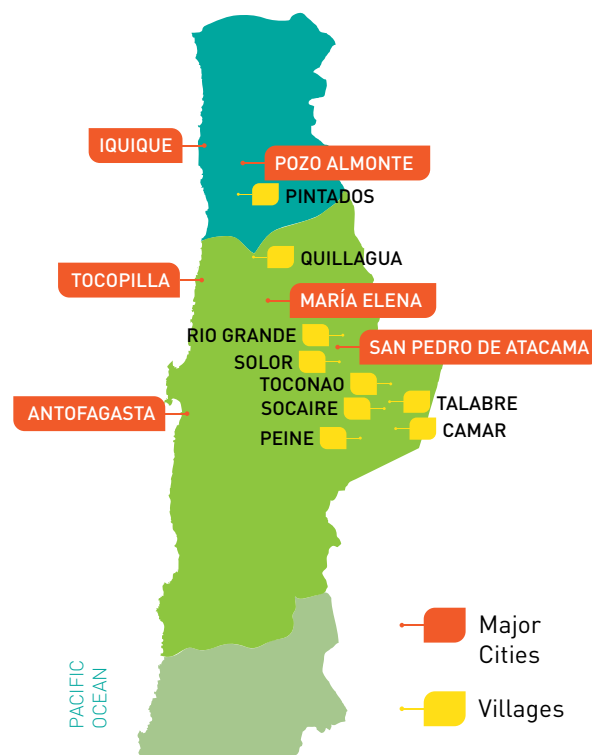 IQUIQUE
POZO ALMONTE
PINTADOS
QUILLAGUA
TOCOPILLA
MARÍA ELENA
RIO GRANDE
SAN PEDRO DE ATACAMA
SOLOR
TOCONAO
TALABRE
SOCAIRE
ANTOFAGASTA
CAMAR
PEINE
Major
Cities
PACIFIC
OCEAN
Villages